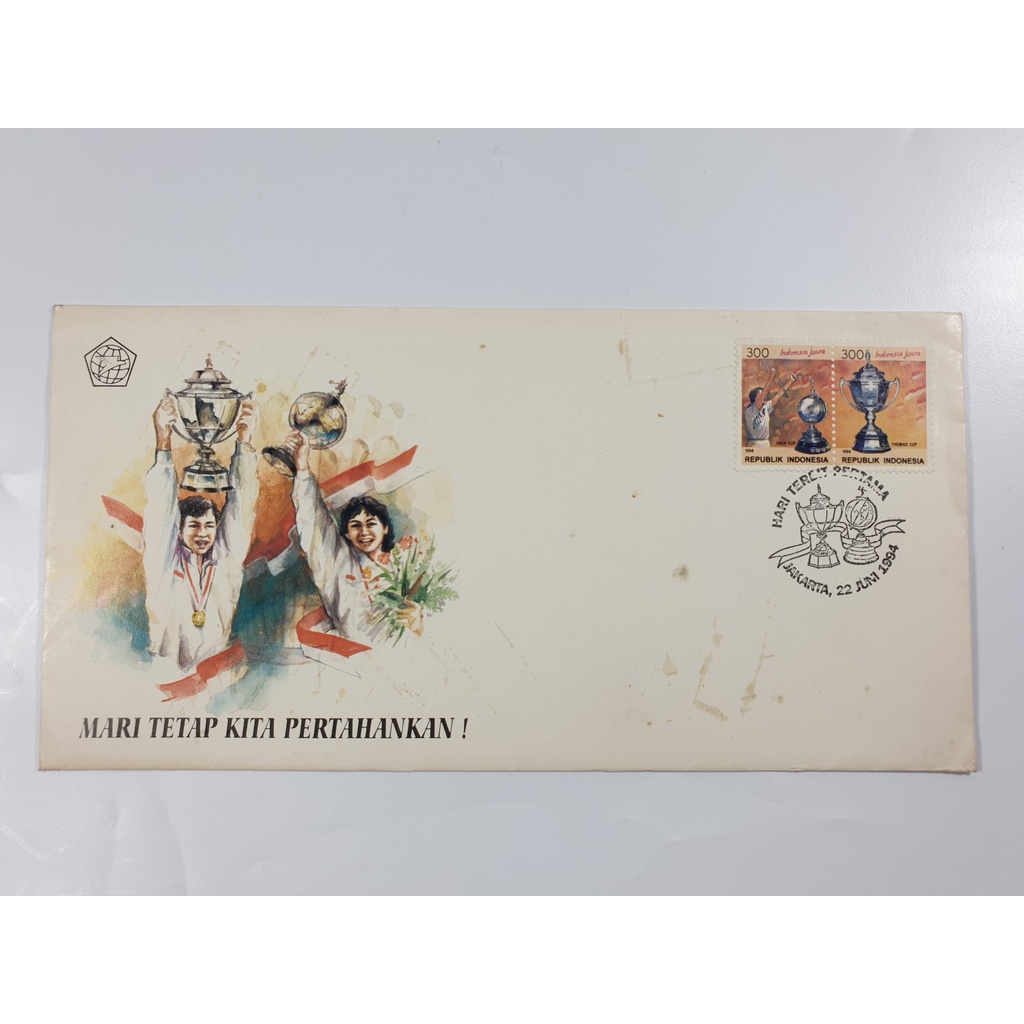 300 Indonesia Juara
UBER CUP
1994
REPUBLIK INDONESIA
300 Indonesia Juara
THOMAS CUP
1994
REPUBLIK INDONESIA
HARI TERBIT PERTAMA
JAKARTA, 22 JUNI 1994
MARI TETAP KITA PERTAHANKAN !